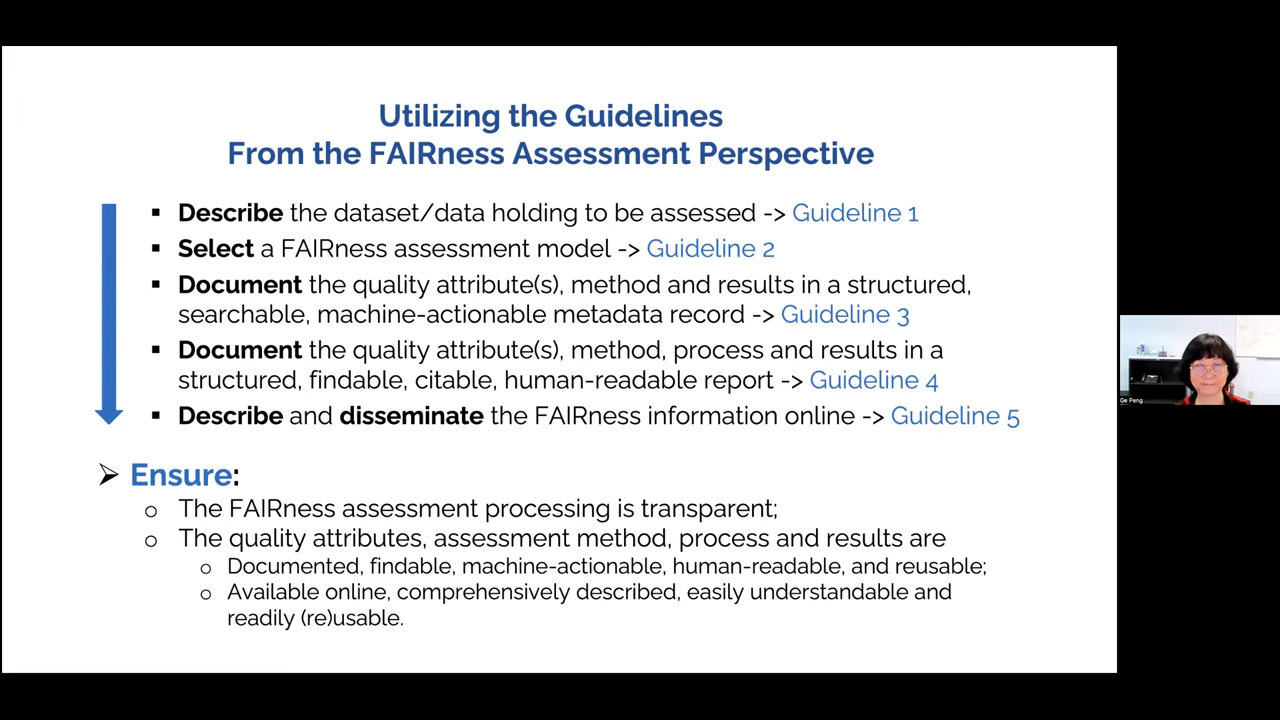 Utilizing the Guidelines
From the FAIRness Assessment Perspective
▪ Describe the dataset/data holding to be assessed -> Guideline 1
▪ Select a FAIRness assessment model -> Guideline 2
▪ Document the quality attribute(s), method and results in a structured,
searchable, machine-actionable metadata record -> Guideline 3
▪ Document the quality attribute(s), method, process and results in a
structured, findable, citable, human-readable report -> Guideline 4
▪ Describe and disseminate the FAIRness information online -> Guideline 5
➢ Ensure:
o The FAIRness assessment processing is transparent;
o The quality attributes, assessment method, process and results are
o Documented, findable, machine-actionable, human-readable, and reusable;
o Available online, comprehensively described, easily understandable and
readily (re)usable.
Ge Peng